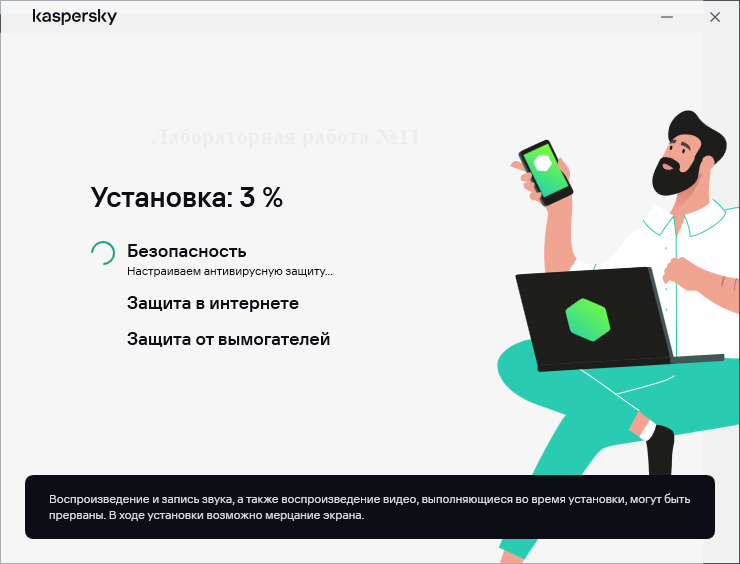 kaspersky
Лабораторная работа №11
Установка: 3 %
Безопасность
Настраиваем антивирусную защиту...
Защита в интернете
Защита от вымогателей
Воспроизведение и запись звука, а также воспроизведение видео, выполняющиеся во время установки, могут быть
прерваны. В ходе установки возможно мерцание экрана.